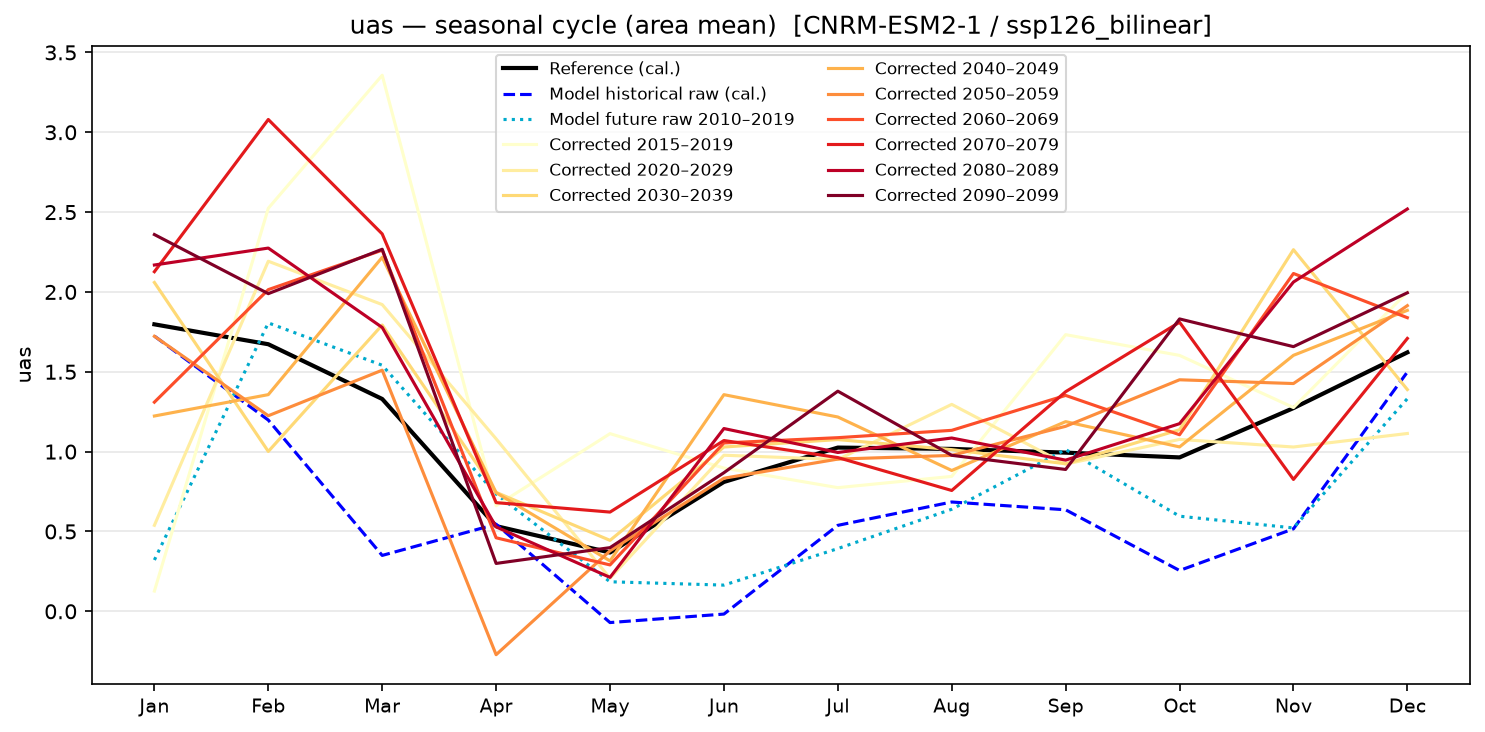 uas — seasonal cycle (area mean)  [CNRM-ESM2-1 / ssp126_bilinear]
Reference (cal.)
Model historical raw (cal.)
Model future raw 2010–2019
Corrected 2015–2019
Corrected 2020–2029
Corrected 2030–2039
Corrected 2040–2049
Corrected 2050–2059
Corrected 2060–2069
Corrected 2070–2079
Corrected 2080–2089
Corrected 2090–2099
uas
3.5
3.0
2.5
2.0
1.5
1.0
0.5
0.0
Jan Feb Mar Apr May Jun Jul Aug Sep Oct Nov Dec